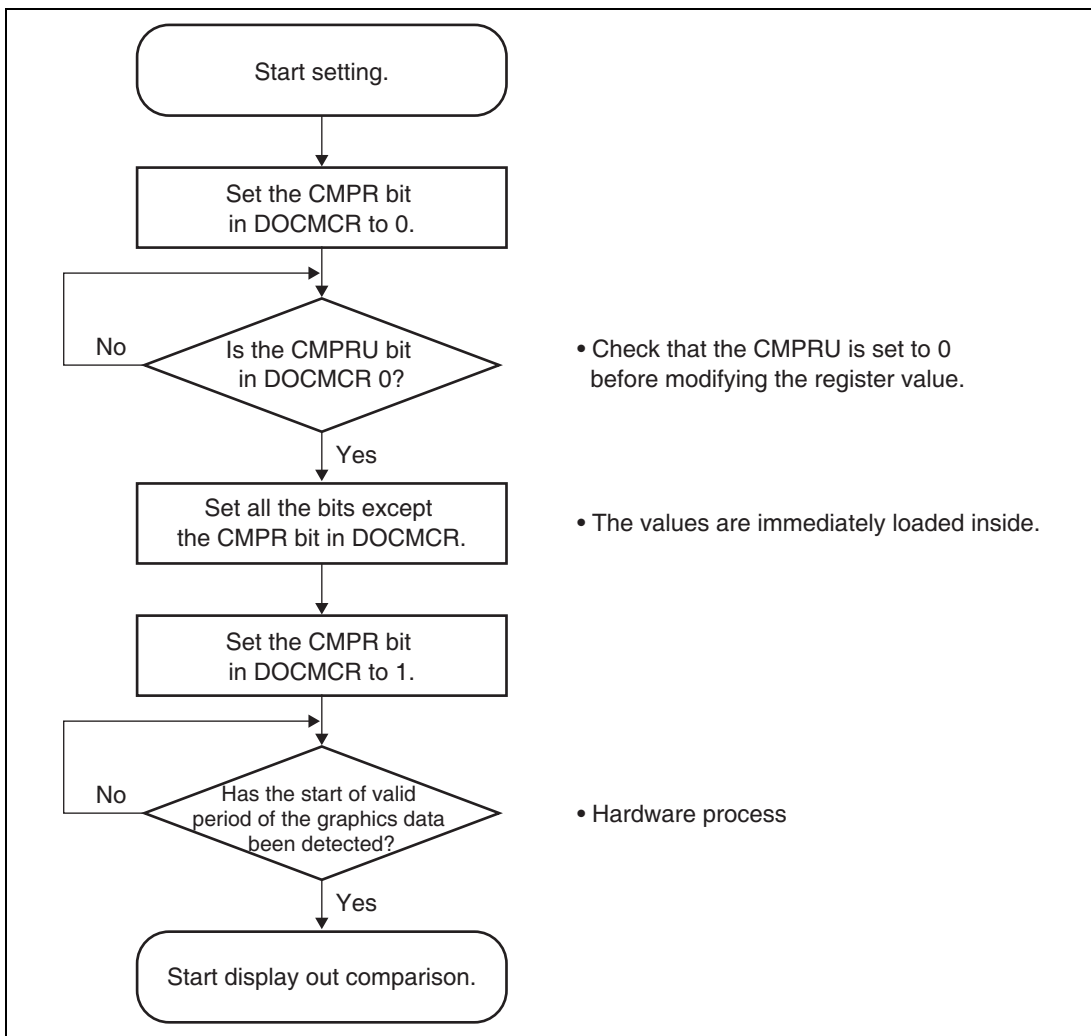 Start setting.
Set the CMPR bit
in DOCMCR to 0.
No
Is the CMPRU bit
in DOCMCR 0?
• Check that the CMPRU is set to 0
before modifying the register value.
Yes
Set all the bits except
the CMPR bit in DOCMCR.
• The values are immediately loaded inside.
Set the CMPR bit
in DOCMCR to 1.
No
Has the start of valid
period of the graphics data
been detected?
• Hardware process
Yes
Start display out comparison.